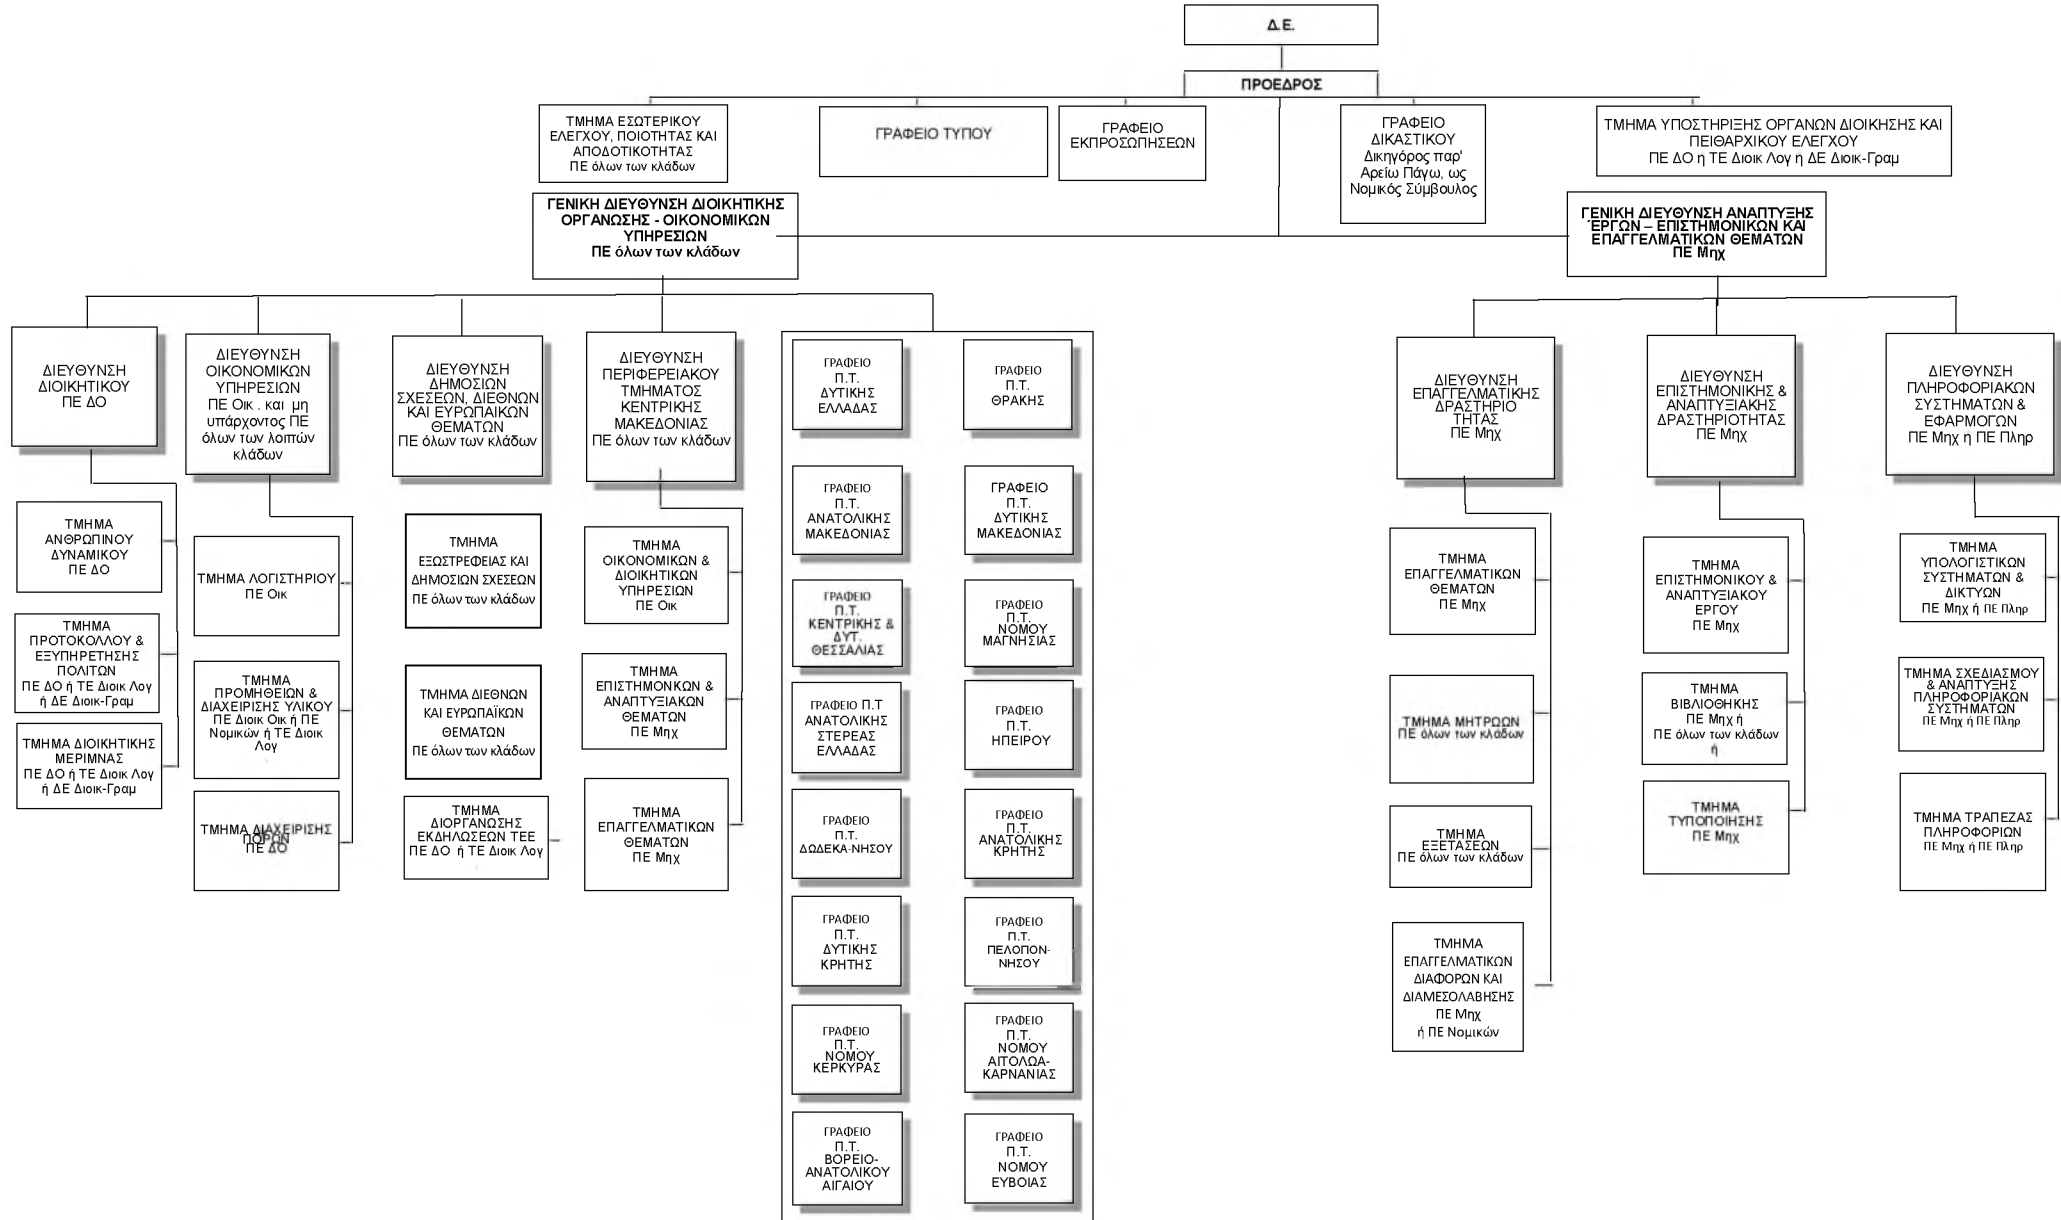 Δ.Ε.
ΠΡΟΕΔΡΟΣ
ΤΜΗΜΑ ΕΣΩΤΕΡΙΚΟΥ
ΕΛΕΓΧΟΥ, ΠΟΙΟΤΗΤΑΣ ΚΑΙ
ΑΠΟΔΟΤΙΚΟΤΗΤΑΣ
ΠΕ όλων των κλάδων
ΓΡΑΦΕΙΟ ΤΥΠΟΥ
ΓΡΑΦΕΙΟ
ΕΚΠΡΟΣΩΠΗΣΕΩΝ
ΓΡΑΦΕΙΟ
ΔΙΚΑΣΤΙΚΟΥ
Δικηγόρος παρ'
Αρείω Πάγω, ως
Νομικός Σύμβουλος
ΤΜΗΜΑ ΥΠΟΣΤΗΡΙΞΗΣ ΟΡΓΑΝΩΝ ΔΙΟΙΚΗΣΗΣ ΚΑΙ
ΠΕΙΘΑΡΧΙΚΟΥ ΕΛΕΓΧΟΥ
ΠΕ ΔΟ ή ΤΕ Διοικ Λογ ή ΔΕ Διοικ-Γραμ
ΓΕΝΙΚΗ ΔΙΕΥΘΥΝΣΗ ΔΙΟΙΚΗΤΙΚΗΣ
ΟΡΓΑΝΩΣΗΣ - ΟΙΚΟΝΟΜΙΚΩΝ
ΥΠΗΡΕΣΙΩΝ
ΠΕ όλων των κλάδων
ΓΕΝΙΚΗ ΔΙΕΥΘΥΝΣΗ ΑΝΑΠΤΥΞΗΣ
ΈΡΓΩΝ – ΕΠΙΣΤΗΜΟΝΙΚΩΝ ΚΑΙ
ΕΠΑΓΓΕΛΜΑΤΙΚΩΝ ΘΕΜΑΤΩΝ
ΠΕ Μηχ
ΔΙΕΥΘΥΝΣΗ
ΔΙΟΙΚΗΤΙΚΟΥ
ΠΕ ΔΟ
ΔΙΕΥΘΥΝΣΗ
ΟΙΚΟΝΟΜΙΚΩΝ
ΥΠΗΡΕΣΙΩΝ
ΠΕ Οικ . και μη
υπάρχοντος ΠΕ
όλων των λοιπών
κλάδων
ΔΙΕΥΘΥΝΣΗ
ΔΗΜΟΣΙΩΝ
ΣΧΕΣΕΩΝ, ΔΙΕΘΝΩΝ
ΚΑΙ ΕΥΡΩΠΑΙΚΩΝ
ΘΕΜΑΤΩΝ
ΠΕ όλων των κλάδων
ΔΙΕΥΘΥΝΣΗ
ΠΕΡΙΦΕΡΕΙΑΚΟΥ
ΤΜΗΜΑΤΟΣ
ΚΕΝΤΡΙΚΗΣ
ΜΑΚΕΔΟΝΙΑΣ
ΠΕ όλων των κλάδων
ΤΜΗΜΑ
ΑΝΘΡΩΠΙΝΟΥ
ΔΥΝΑΜΙΚΟΥ
ΠΕ ΔΟ
ΤΜΗΜΑ
ΠΡΟΤΟΚΟΛΛΟΥ &
ΕΞΥΠΗΡΕΤΗΣΗΣ
ΠΟΛΙΤΩΝ
ΠΕ ΔΟ ή ΤΕ Διοικ Λογ
ή ΔΕ Διοικ-Γραμ
ΤΜΗΜΑ ΔΙΟΙΚΗΤΙΚΗΣ
ΜΕΡΙΜΝΑΣ
ΠΕ ΔΟ ή ΤΕ Διοικ Λογ
ή ΔΕ Διοικ-Γραμ
ΤΜΗΜΑ ΛΟΓΙΣΤΗΡΙΟΥ
ΠΕ Οικ
ΤΜΗΜΑ
ΠΡΟΜΗΘΕΙΩΝ &
ΔΙΑΧΕΙΡΙΣΗΣ ΥΛΙΚΟΥ
ΠΕ Διοικ Οικ ή ΠΕ
Νομικών ή ΤΕ Διοικ
Λογ
ΤΜΗΜΑ ΔΙΑΧΕΙΡΙΣΗΣ
ΠΟΡΩΝ
ΠΕ ΔΟ
ΤΜΗΜΑ
ΕΞΩΣΤΡΕΦΕΙΑΣ ΚΑΙ
ΔΗΜΟΣΙΩΝ ΣΧΕΣΕΩΝ
ΠΕ όλων των κλάδων
ΤΜΗΜΑ ΔΙΕΘΝΩΝ
ΚΑΙ ΕΥΡΩΠΑΪΚΩΝ
ΘΕΜΑΤΩΝ
ΠΕ όλων των κλάδων
ΤΜΗΜΑ
ΔΙΟΡΓΑΝΩΣΗΣ
ΕΚΔΗΛΩΣΕΩΝ ΤΕΕ
ΠΕ ΔΟ ή ΤΕ Διοικ Λογ
ΤΜΗΜΑ
ΟΙΚΟΝΟΜΙΚΩΝ &
ΔΙΟΙΚΗΤΙΚΩΝ
ΥΠΗΡΕΣΙΩΝ
ΠΕ Οικ
ΤΜΗΜΑ
ΕΠΙΣΤΗΜΟΝΚΩΝ &
ΑΝΑΠΤΥΞΙΑΚΩΝ
ΘΕΜΑΤΩΝ
ΠΕ Μηχ
ΤΜΗΜΑ
ΕΠΑΓΓΕΛΜΑΤΙΚΩΝ
ΘΕΜΑΤΩΝ
ΠΕ Μηχ
ΓΡΑΦΕΙΟ
Π.Τ.
ΔΥΤΙΚΗΣ
ΕΛΛΑΔΑΣ
ΓΡΑΦΕΙΟ
Π.Τ.
ΘΡΑΚΗΣ
ΓΡΑΦΕΙΟ
Π.Τ.
ΑΝΑΤΟΛΙΚΗΣ
ΜΑΚΕΔΟΝΙΑΣ
ΓΡΑΦΕΙΟ
Π.Τ.
ΔΥΤΙΚΗΣ
ΜΑΚΕΔΟΝΙΑΣ
ΓΡΑΦΕΙΟ
Π.Τ.
ΚΕΝΤΡΙΚΗΣ &
ΔΥΤ.
ΘΕΣΣΑΛΙΑΣ
ΓΡΑΦΕΙΟ
Π.Τ.
ΝΟΜΟΥ
ΜΑΓΝΗΣΙΑΣ
ΓΡΑΦΕΙΟ Π.Τ
ΑΝΑΤΟΛΙΚΗΣ
ΣΤΕΡΕΑΣ
ΕΛΛΑΔΑΣ
ΓΡΑΦΕΙΟ
Π.Τ.
ΗΠΕΙΡΟΥ
ΓΡΑΦΕΙΟ
Π.Τ.
ΔΩΔΕΚΑ-ΝΗΣΟΥ
ΓΡΑΦΕΙΟ
Π.Τ.
ΑΝΑΤΟΛΙΚΗΣ
ΚΡΗΤΗΣ
ΓΡΑΦΕΙΟ
Π.Τ.
ΔΥΤΙΚΗΣ
ΚΡΗΤΗΣ
ΓΡΑΦΕΙΟ
Π.Τ.
ΠΕΛΟΠΟΝ-
ΝΗΣΟΥ
ΓΡΑΦΕΙΟ
Π.Τ.
ΝΟΜΟΥ
ΚΕΡΚΥΡΑΣ
ΓΡΑΦΕΙΟ
Π.Τ.
ΝΟΜΟΥ
ΑΙΤΟΛΩΑ-
ΚΑΡΝΑΝΙΑΣ
ΓΡΑΦΕΙΟ
Π.Τ.
ΒΟΡΕΙΟ-
ΑΝΑΤΟΛΙΚΟΥ
ΑΙΓΑΙΟΥ
ΓΡΑΦΕΙΟ
Π.Τ.
ΝΟΜΟΥ
ΕΥΒΟΙΑΣ
ΔΙΕΥΘΥΝΣΗ
ΕΠΑΓΓΕΛΜΑΤΙΚΗΣ
ΔΡΑΣΤΗΡΙΟ
ΤΗΤΑΣ
ΠΕ Μηχ
ΔΙΕΥΘΥΝΣΗ
ΕΠΙΣΤΗΜΟΝΙΚΗΣ &
ΑΝΑΠΤΥΞΙΑΚΗΣ
ΔΡΑΣΤΗΡΙΟΤΗΤΑΣ
ΠΕ Μηχ
ΔΙΕΥΘΥΝΣΗ
ΠΛΗΡΟΦΟΡΙΑΚΩΝ
ΣΥΣΤΗΜΑΤΩΝ &
ΕΦΑΡΜΟΓΩΝ
ΠΕ Μηχ ή ΠΕ Πληρ
ΤΜΗΜΑ
ΕΠΑΓΓΕΛΜΑΤΙΚΩΝ
ΘΕΜΑΤΩΝ
ΠΕ Μηχ
ΤΜΗΜΑ ΜΗΤΡΩΩΝ
ΠΕ όλων των κλάδων
ΤΜΗΜΑ
ΕΞΕΤΑΣΕΩΝ
ΠΕ όλων των κλάδων
ΤΜΗΜΑ
ΕΠΑΓΓΕΛΜΑΤΙΚΩΝ
ΔΙΑΦΟΡΩΝ ΚΑΙ
ΔΙΑΜΕΣΟΛΑΒΗΣΗΣ
ΠΕ Μηχ
ή ΠΕ Νομικών
ΤΜΗΜΑ
ΕΠΙΣΤΗΜΟΝΙΚΟΥ &
ΑΝΑΠΤΥΞΙΑΚΟΥ
ΕΡΓΟΥ
ΠΕ Μηχ
ΤΜΗΜΑ
ΒΙΒΛΙΟΘΗΚΗΣ
ΠΕ Μηχ ή
ΠΕ όλων των κλάδων
ή
ΤΜΗΜΑ
ΤΥΠΟΠΟΙΗΣΗΣ
ΠΕ Μηχ
ΤΜΗΜΑ
ΥΠΟΛΟΓΙΣΤΙΚΩΝ
ΣΥΣΤΗΜΑΤΩΝ &
ΔΙΚΤΥΩΝ
ΠΕ Μηχ ή ΠΕ Πληρ
ΤΜΗΜΑ ΣΧΕΔΙΑΣΜΟΥ
& ΑΝΑΠΤΥΞΗΣ
ΠΛΗΡΟΦΟΡΙΑΚΩΝ
ΣΥΣΤΗΜΑΤΩΝ
ΠΕ Μηχ ή ΠΕ Πληρ
ΤΜΗΜΑ ΤΡΑΠΕΖΑΣ
ΠΛΗΡΟΦΟΡΙΩΝ
ΠΕ Μηχ ή ΠΕ Πληρ